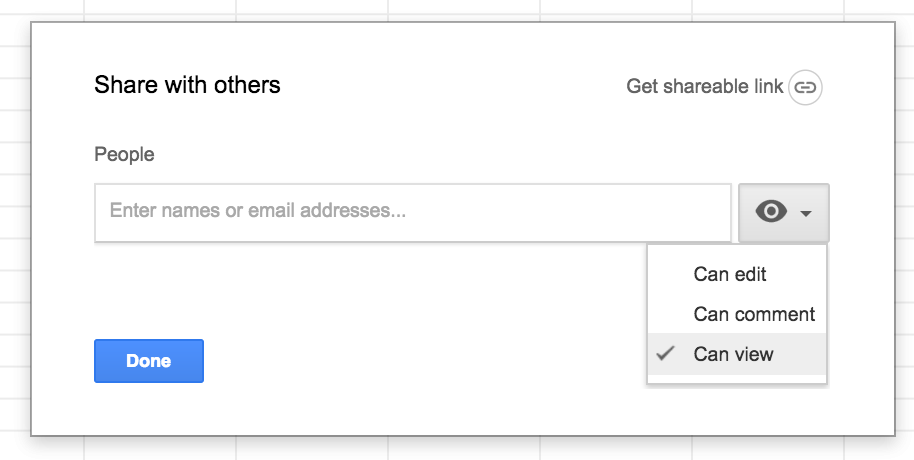 Share with others
Get shareable link
People
Enter names or email addresses...
Can edit
Can comment
Can view
Done